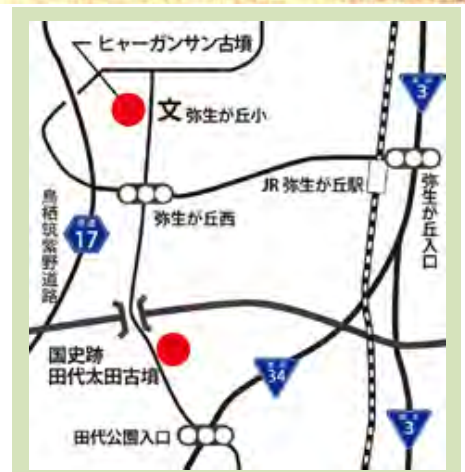 ヒャーガンサン古墳
3
文 弥生が丘小
JR 弥生が丘駅
弥生が丘入口
弥生が丘西
鳥栖筑紫野道路
17
国史跡
田代太田古墳
34
田代公園入口
3